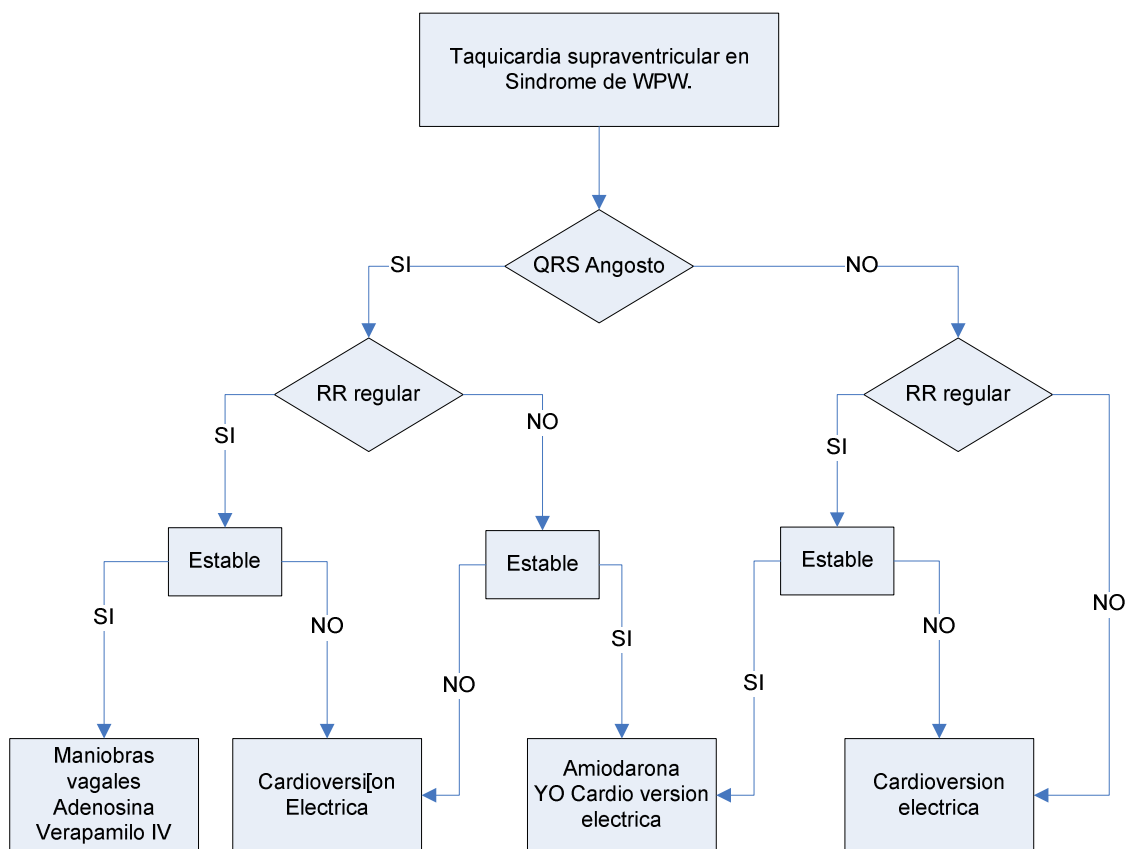 Taquicardia supraventricular en
Sindrome de WPW.
QRS Angosto
SI
NO
RR regular
RR regular
SI
NO
SI
NO
Estable
Estable
Estable
SI
NO
NO
SI
SI
NO
Maniobras
vagales
Adenosina
Verapamilo IV
Cardioversi[on
Electrica
Amiodarona
YO Cardio version
electrica
Cardioversion
electrica